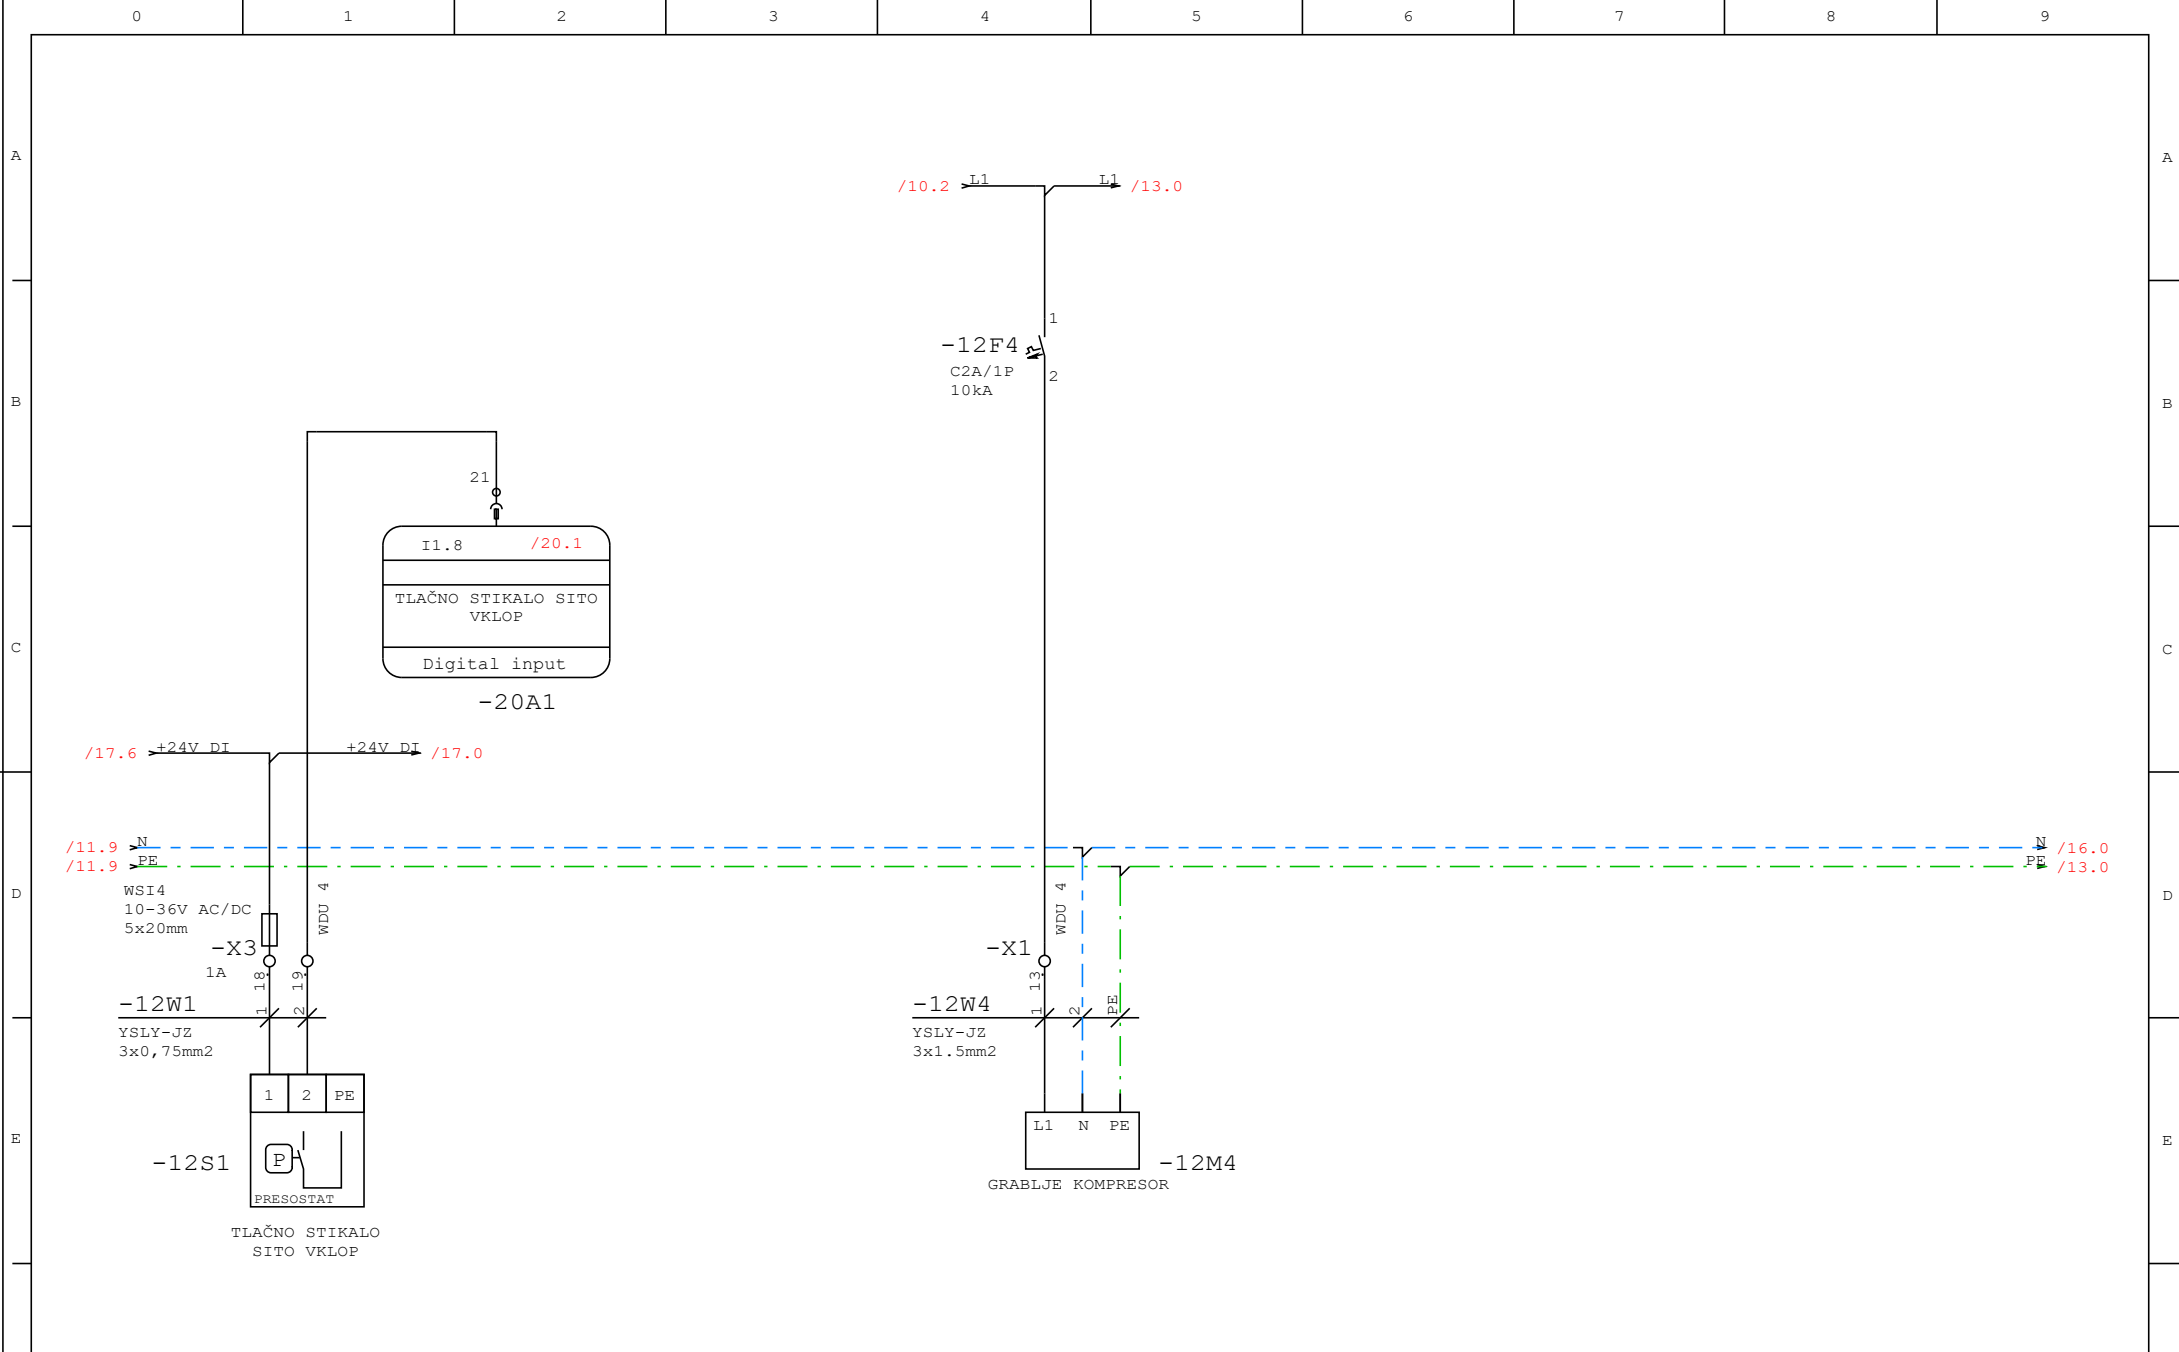 0 1 2 3 4 5 6 7 8 9
A A
/10.2 L1 L1 /13.0
1
-12F4
C2A/1P
10kA
2
B B
21
I1.8 /20.1
TLAČNO STIKALO SITO
VKLOP
Digital input
-20A1
C C
/17.6 +24V DI +24V DI /17.0
/11.9 N N /16.0
/11.9 PE PE /13.0
D D
WSI4
10-36V AC/DC
5x20mm
WDU 4
WDU 4
-X3
1A
18
19
-X1
13
-12W1
1 2
YSLY-JZ
3x0,75mm2
-12W4
1 2 PE
YSLY-JZ
3x1.5mm2
1 2 PE
L1 N PE
E E
P
-12S1
-12M4
PRESOSTAT
GRABLJE KOMPRESOR
TLAČNO STIKALO
SITO VKLOP